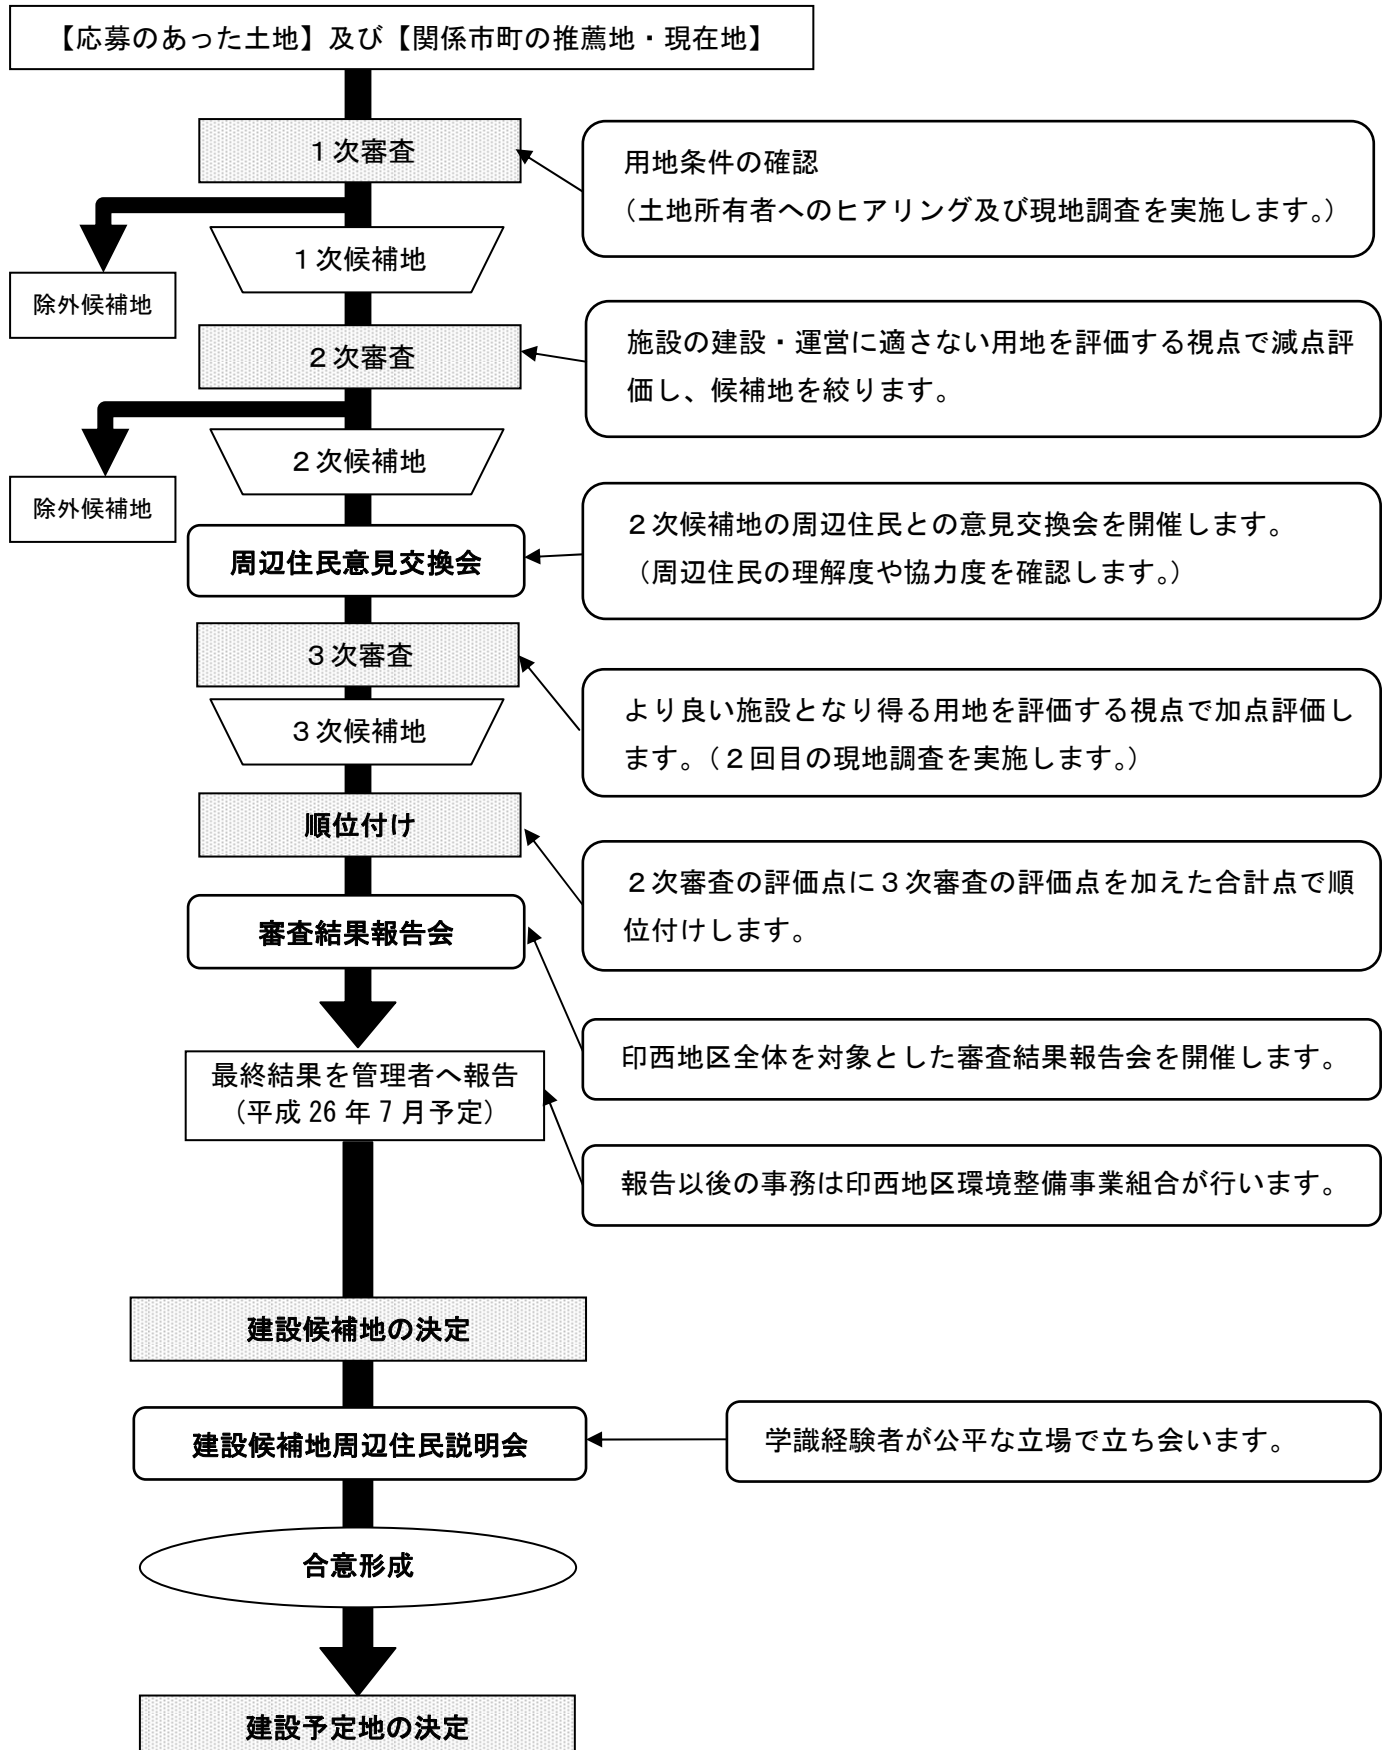 【応募のあった土地】及び【関係市町の推薦地・現在地】
１次審査
用地条件の確認
（土地所有者へのヒアリング及び現地調査を実施します。）
１次候補地
除外候補地
２次審査
施設の建設・運営に適さない用地を評価する視点で減点評
価し、候補地を絞ります。
２次候補地
除外候補地
２次候補地の周辺住民との意見交換会を開催します。
（周辺住民の理解度や協力度を確認します。）
周辺住民意見交換会
３次審査
より良い施設となり得る用地を評価する視点で加点評価し
ます。（２回目の現地調査を実施します。）
３次候補地
順位付け
２次審査の評価点に３次審査の評価点を加えた合計点で順
位付けします。
審査結果報告会
印西地区全体を対象とした審査結果報告会を開催します。
最終結果を管理者へ報告
（平成 26 年 7 月予定）
報告以後の事務は印西地区環境整備事業組合が行います。
建設候補地の決定
建設候補地周辺住民説明会
学識経験者が公平な立場で立ち会います。
合意形成
建設予定地の決定